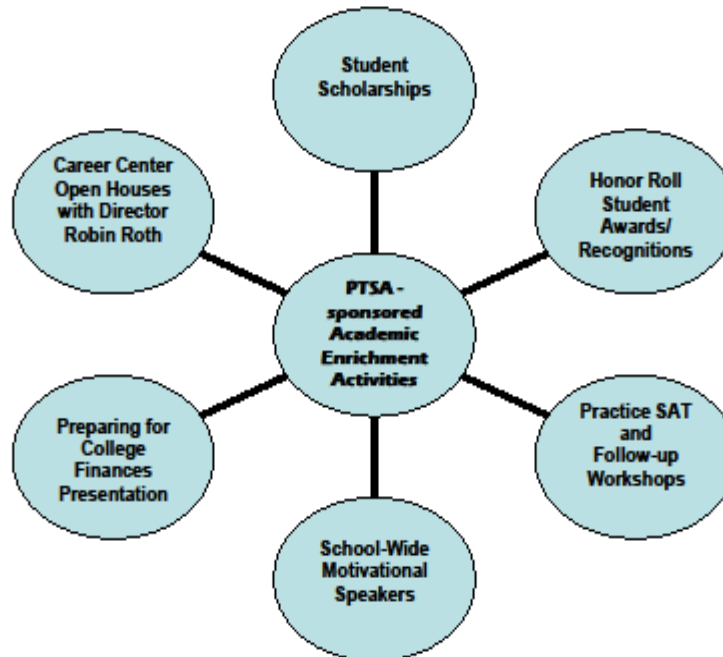 Student
Scholarships
Career Center
Open Houses
with Director
Robin Roth
Honor Roll
Student
Awards/
Recognitions
PTSA -
sponsored
Academic
Enrichment
Activities
Preparing for
College
Finances
Presentation
Practice SAT
and
Follow-up
Workshops
School-Wide
Motivational
Speakers